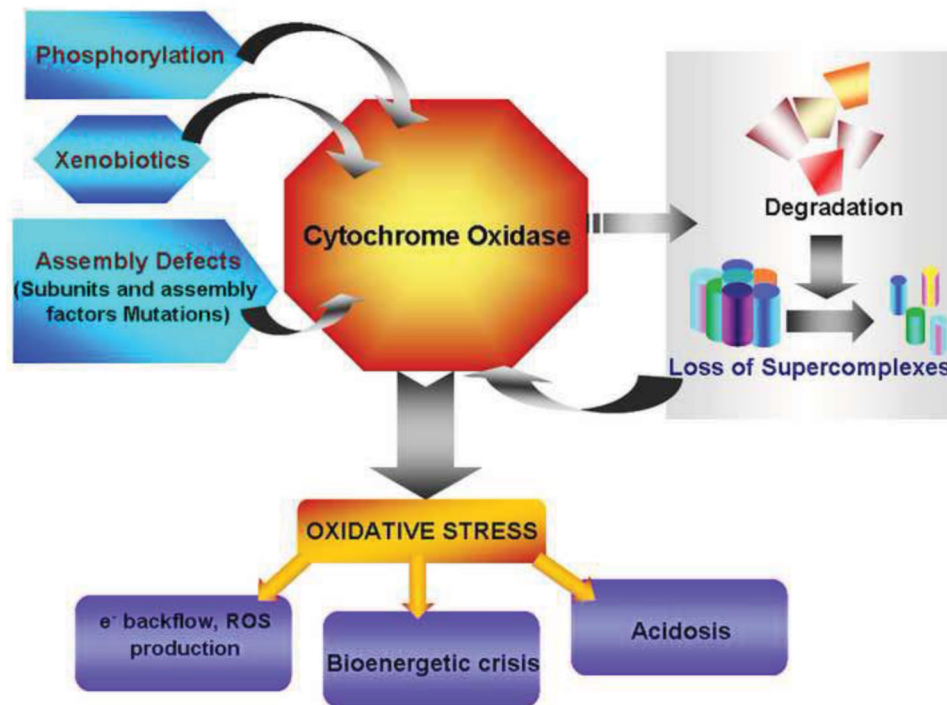 Phosphorylation
Xenobiotics
Assembly Defects
(Subunits and assembly
factors Mutations)
Cytochrome Oxidase
Degradation
Loss of Supercomplexes
OXIDATIVE STRESS
e⁻ backflow, ROS
production
Bioenergetic crisis
Acidosis